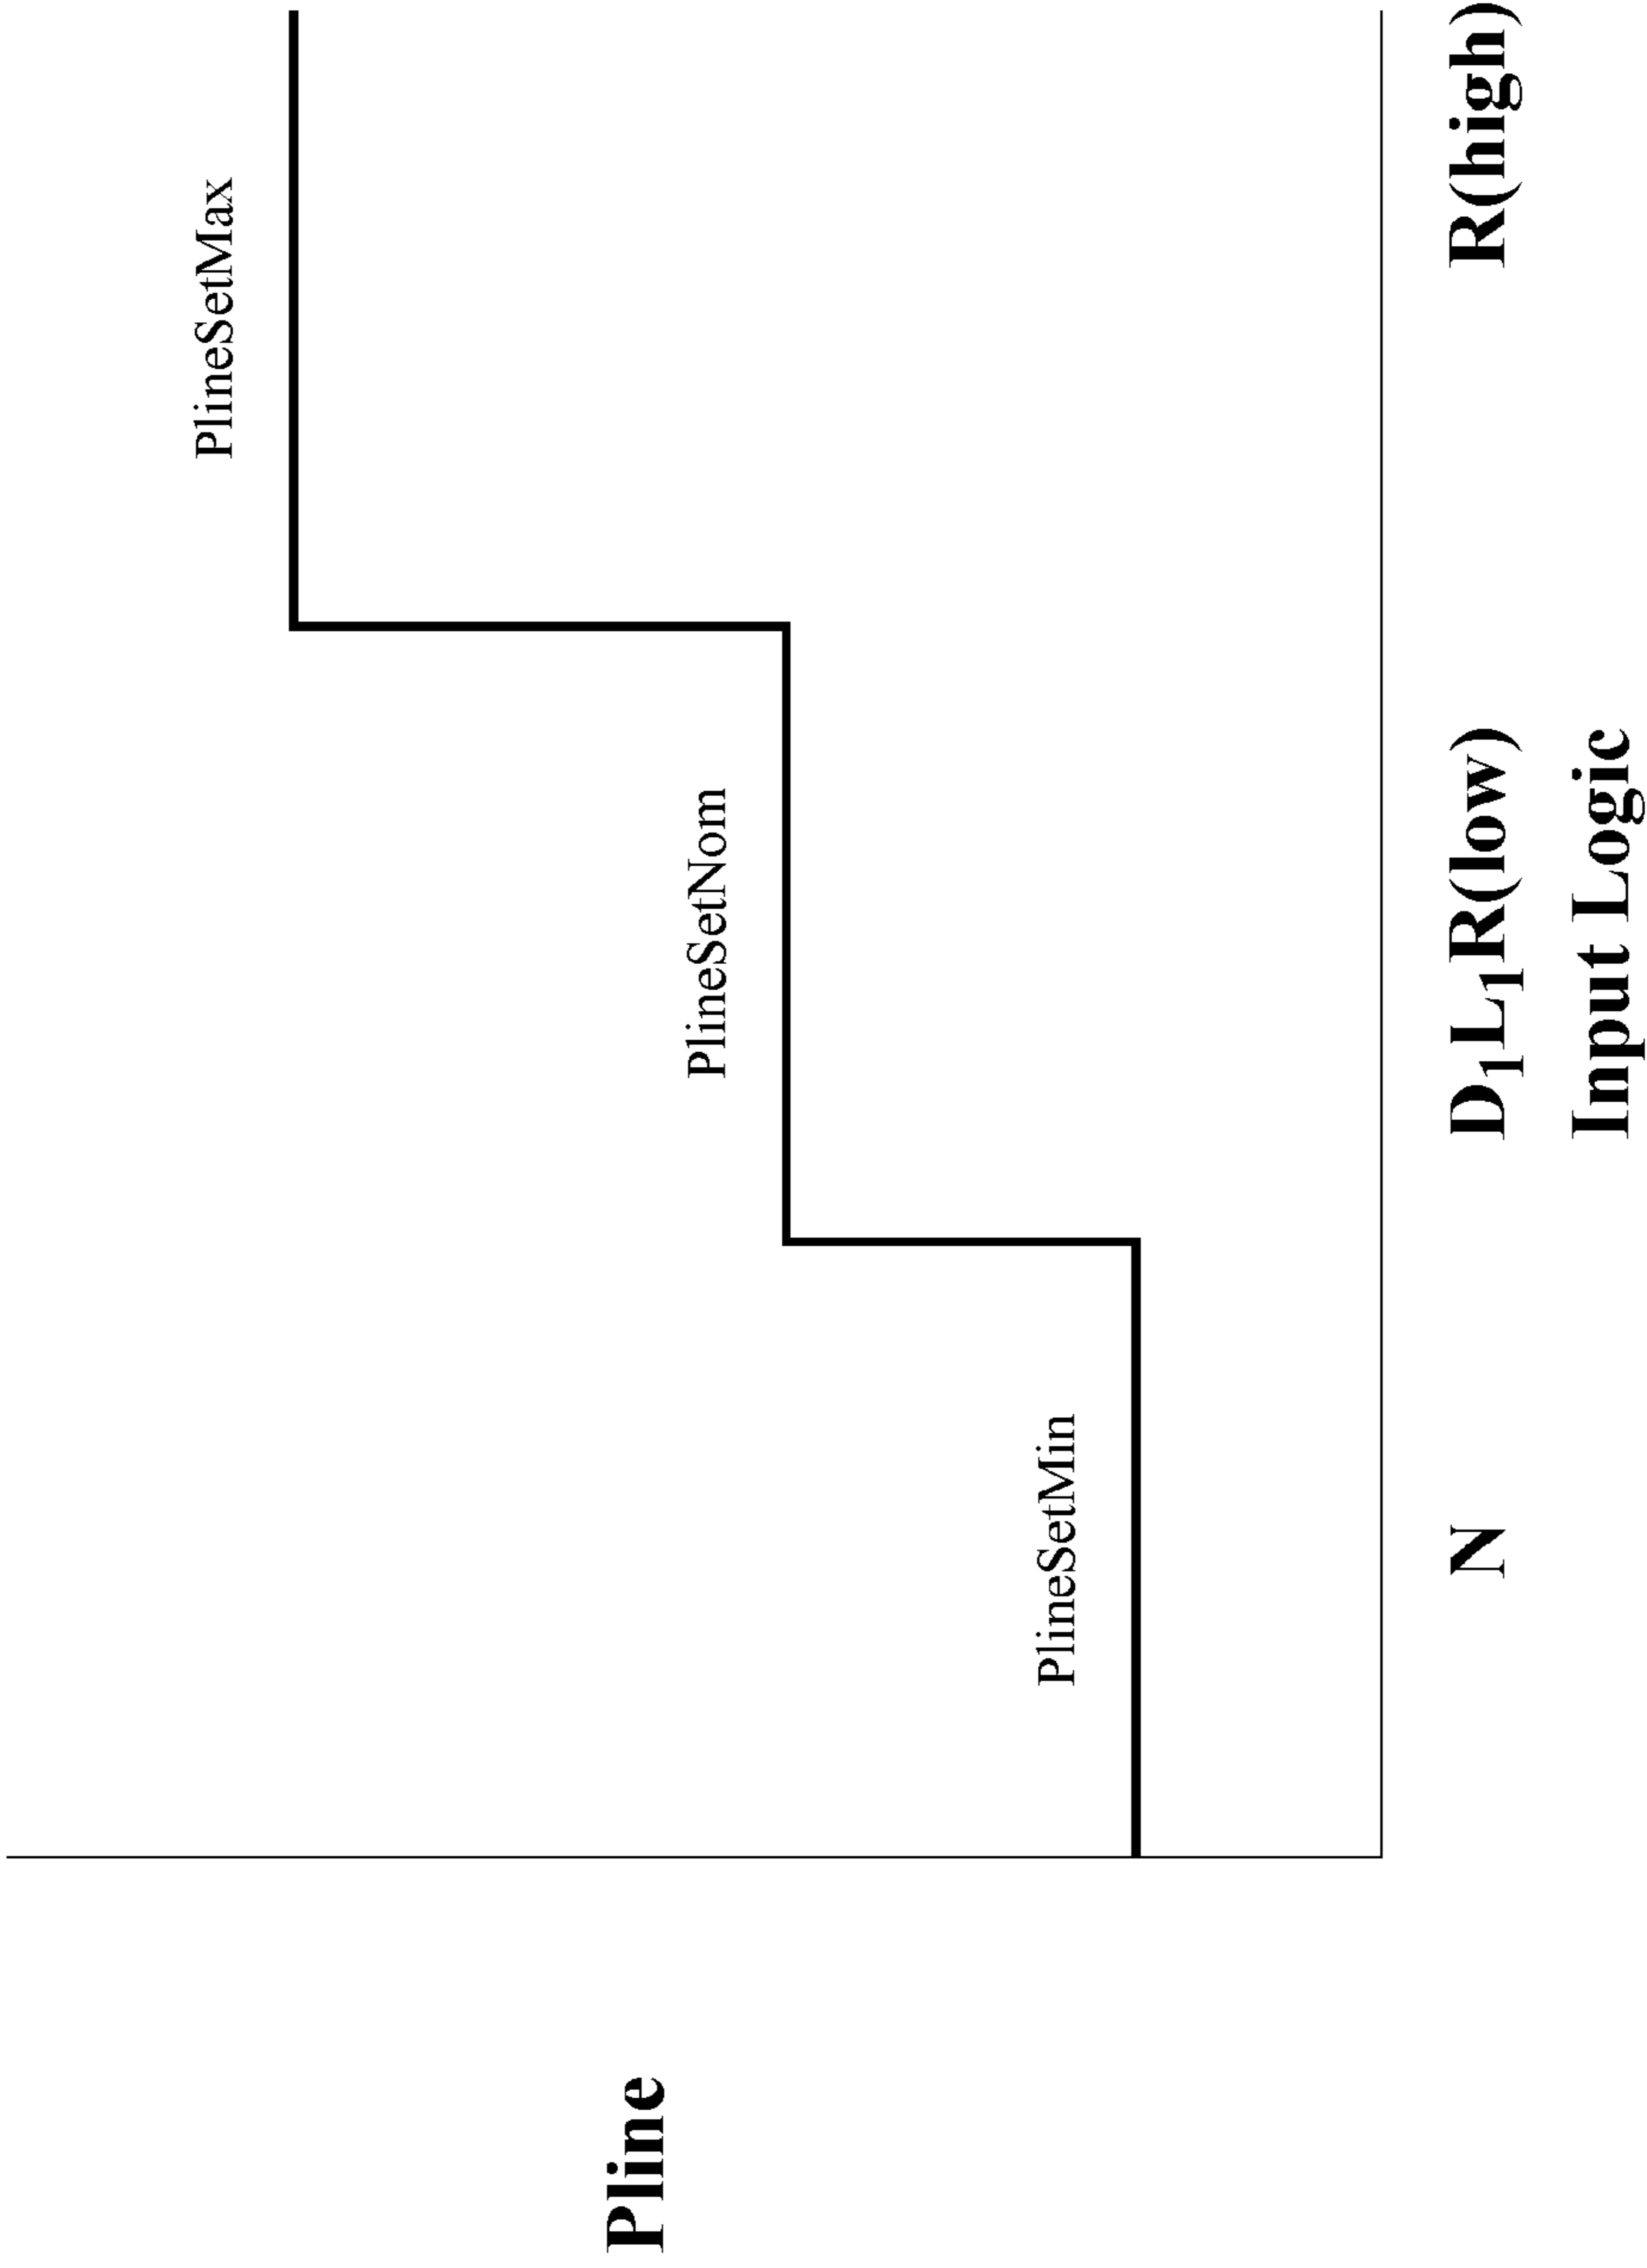 PlineSetMax
PlineSetNom
Pline
PlineSetMin
N D₁L₁R(low) R(high)
Input Logic